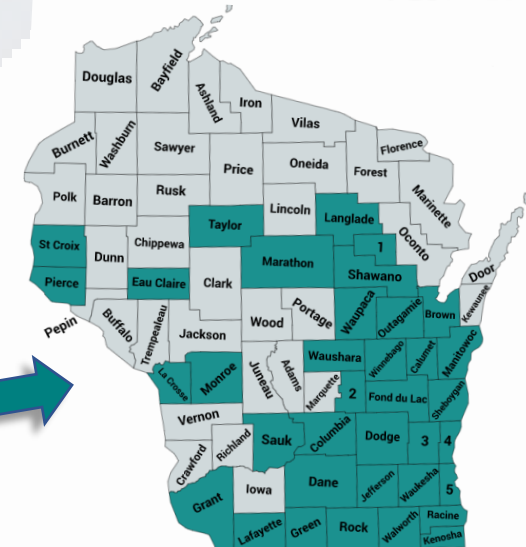 Douglas
Bayfield
Ashland
Iron
Vilas
Burnett
Washburn
Sawyer
Price
Oneida
Forest
Florence
Marinette
Polk
Barron
Rusk
Lincoln
Langlade
Oconto
Taylor
St Croix
Dunn
Chippewa
Marathon
1
Shawano
Door
Pierce
Eau Claire
Clark
Kewaunee
Pepin
Buffalo
Trempealeau
Jackson
Wood
Portage
Waupaca
Outagamie
Brown
La Crosse
Monroe
Juneau
Adams
Waushara
Winnebago
Calumet
Manitowoc
Marquette
2
Fond du Lac
Sheboygan
Vernon
Crawford
Richland
Sauk
Columbia
Dodge
3
4
Grant
Iowa
Dane
Jefferson
Waukesha
5
Lafayette
Green
Rock
Walworth
Racine
Kenosha